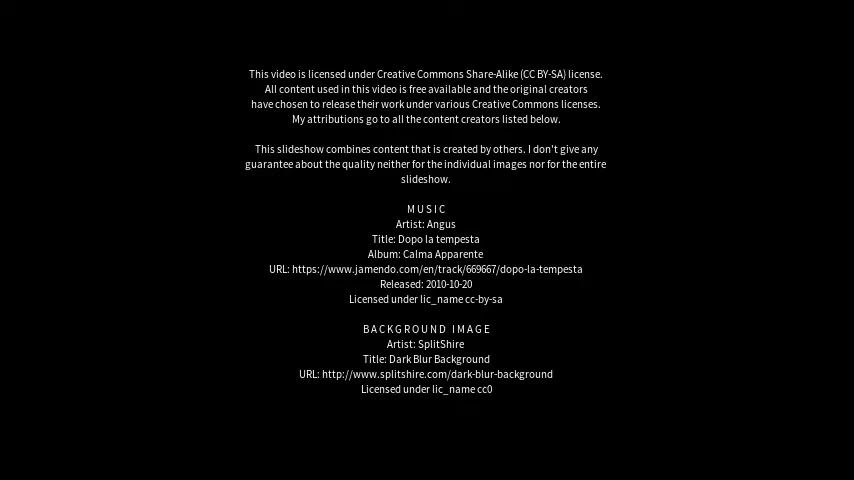 This video is licensed under Creative Commons Share-Alike (CC BY-SA) license.
All content used in this video is free available and the original creators
have chosen to release their work under various Creative Commons licenses.
My attributions go to all the content creators listed below.
This slideshow combines content that is created by others. I don't give any
guarantee about the quality neither for the individual images nor for the entire
slideshow.
MUSIC
Artist: Angus
Title: Dopo la tempesta
Album: Calma Apparente
URL: https://www.jamendo.com/en/track/669667/dopo-la-tempesta
Released: 2010-10-20
Licensed under lic_name cc-by-sa
BACKGROUND IMAGE
Artist: SplitShire
Title: Dark Blur Background
URL: http://www.splitshire.com/dark-blur-background
Licensed under lic_name cc0